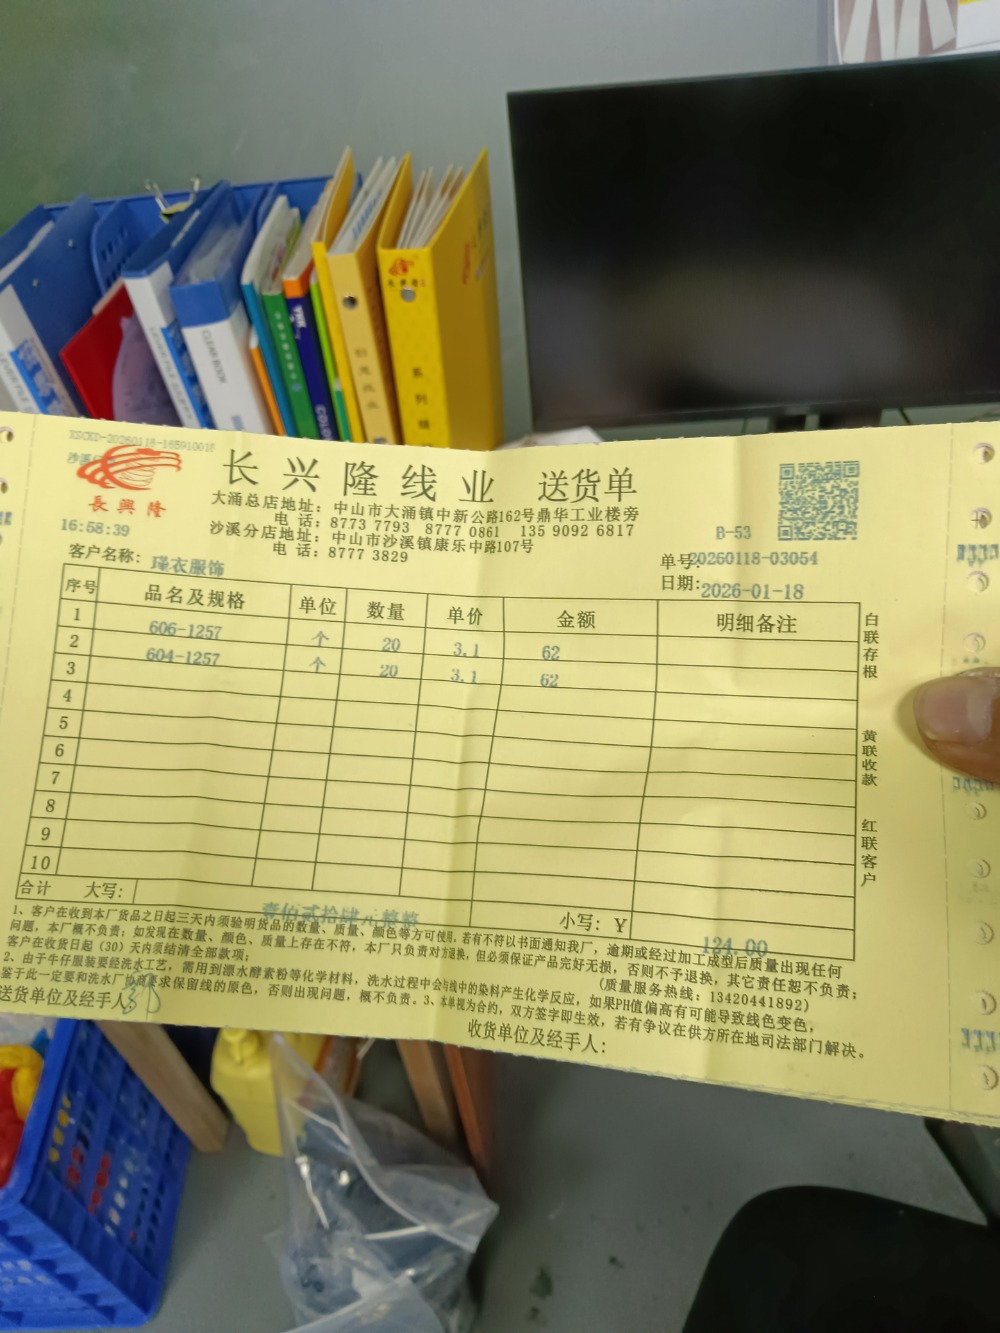 CLEAR BOOK
系列
XSCKD-20260118-165910010
長興隆
长兴隆线业 送货单
大涌总店地址：中山市大涌镇中新公路162号鼎华工业楼旁
电话：8773 7793 8777 0861 135 9092 6817
沙溪分店地址：中山市沙溪镇康乐中路107号
电话：8777 3829
16:58:39
B-53
客户名称：瑾衣服饰
单号：20260118-03054
日期：2026-01-18
序号 品名及规格 单位 数量 单价 金额 明细备注
1 606-1257 个 20 3.1 62
2 604-1257 个 20 3.1 62
3
4
5
6
7
8
9
10
合计 大写：壹佰贰拾肆元整整
小写：￥124.00
1、客户在收到本厂货品之日起三天内须验明货品的数量、质量、颜色等方可使用，若有不符以书面通知我厂，逾期或经过加工成型后质量出现任何
问题，本厂概不负责；如发现在数量、颜色、质量上存在不符，本厂只负责对方退换，但必须保证产品完好无损，否则不予退换，其它责任恕不负责；
客户在收货日起（30）天内须结清全部款项； (质量服务热线：13420441892)
2、由于牛仔服装要经洗水工艺，需用到漂水酵素粉等化学材料，洗水过程中会与线中的染料产生化学反应，如果PH值偏高有可能导致线色变色，
鉴于此一定要和洗水厂协商要求保留线的原色，否则出现问题，概不负责。3、本单视为合约，双方签字即生效，若有争议在供方所在地司法部门解决。
送货单位及经手人：
收货单位及经手人：
白联存根
黄联收款
红联客户